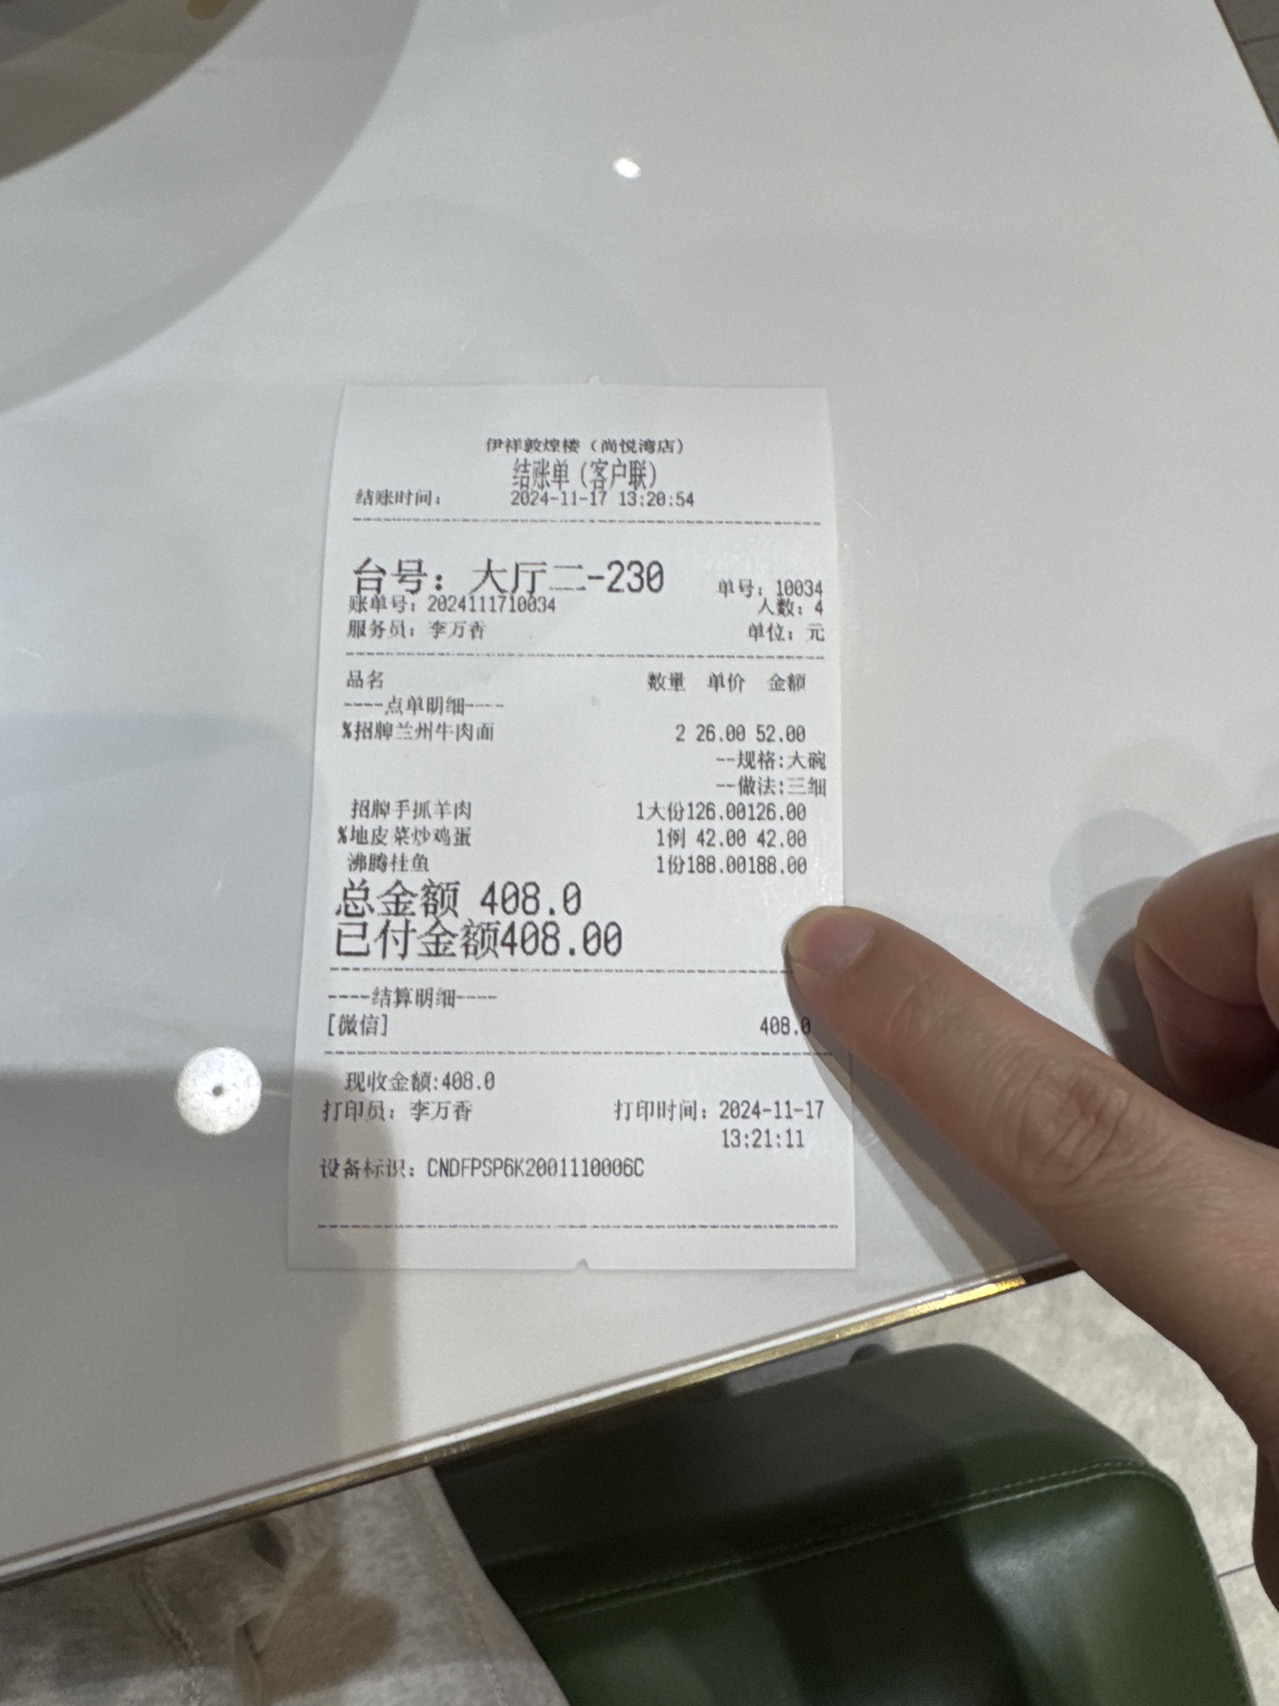 伊祥敦煌楼（尚悦湾店）
结账单（客户联）
结账时间： 2024-11-17 13:20:54
台号：大厅二-230 单号：10034
账单号：2024111710034 人数：4
服务员：李万香 单位：元
品名 数量 单价 金额
----点单明细----
%招牌兰州牛肉面 2 26.00 52.00
--规格:大碗
--做法:三细
招牌手抓羊肉 1大份126.00126.00
%地皮菜炒鸡蛋 1例 42.00 42.00
沸腾桂鱼 1份188.00188.00
总金额 408.0
已付金额408.00
----结算明细----
[微信] 408.0
现收金额:408.0
打印员：李万香 打印时间：2024-11-17
13:21:11
设备标识：CNDFPSP6K2001110006C